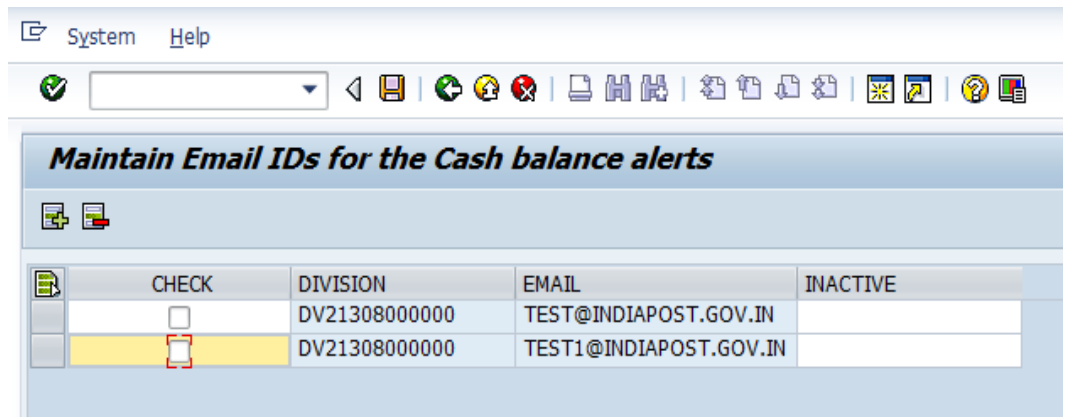 System Help
Maintain Email IDs for the Cash balance alerts
CHECK DIVISION EMAIL INACTIVE
DV21308000000 TEST@INDIAPOST.GOV.IN
DV21308000000 TEST1@INDIAPOST.GOV.IN